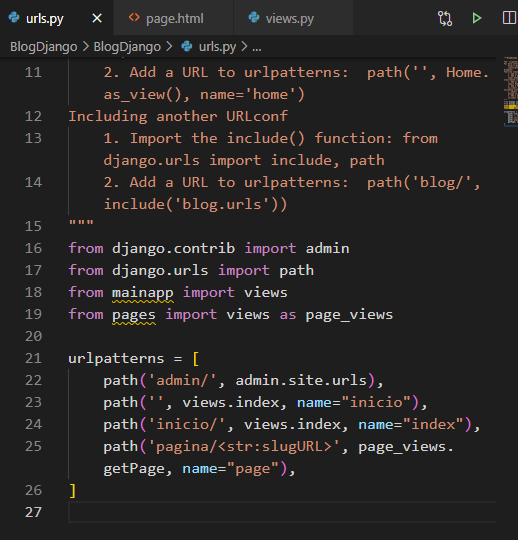 urls.py
page.html
views.py
BlogDjango > BlogDjango > urls.py > ...
11 2. Add a URL to urlpatterns:  path('', Home.
as_view(), name='home')
12 Including another URLconf
13 1. Import the include() function: from
django.urls import include, path
14 2. Add a URL to urlpatterns:  path('blog/',
include('blog.urls'))
15 """
16 from django.contrib import admin
17 from django.urls import path
18 from mainapp import views
19 from pages import views as page_views
20
21 urlpatterns = [
22 path('admin/', admin.site.urls),
23 path('', views.index, name="inicio"),
24 path('inicio/', views.index, name="index"),
25 path('pagina/<str:slugURL>', page_views.
getPage, name="page"),
26 ]
27